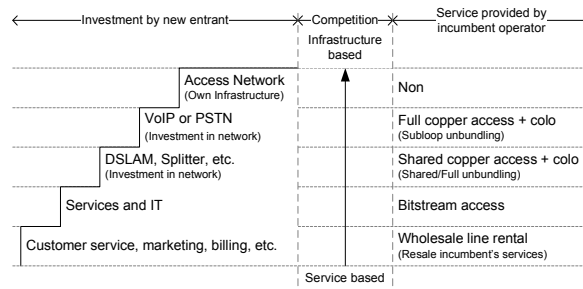 Investment by new entrant
Competition
Service provided by
incumbent operator
Infrastructure
based
Access Network
(Own Infrastructure)
Non
VoIP or PSTN
(Investment in network)
Full copper access + colo
(Subloop unbundling)
DSLAM, Splitter, etc.
(Investment in network)
Shared copper access + colo
(Shared/Full unbundling)
Services and IT
Bitstream access
Customer service, marketing, billing, etc.
Wholesale line rental
(Resale incumbent's services)
Service based